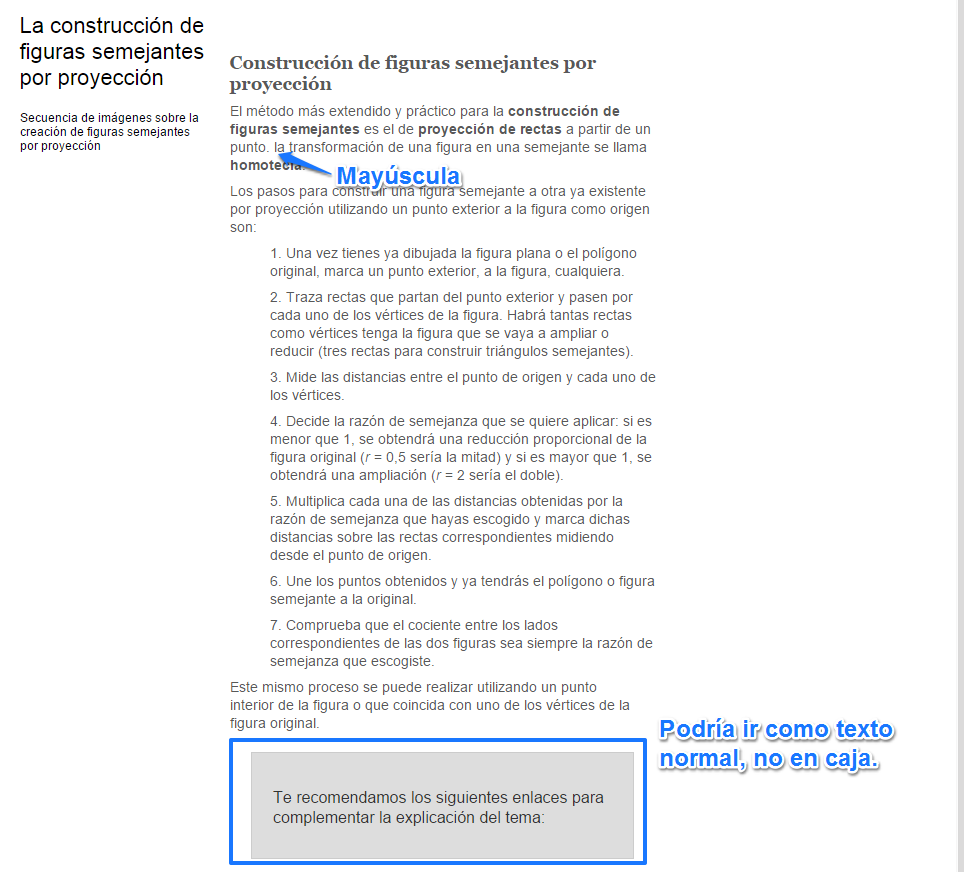 La construcción de
figuras semejantes
por proyección
Secuencia de imágenes sobre la
creación de figuras semejantes
por proyección
Construcción de figuras semejantes por
proyección
El método más extendido y práctico para la construcción de
figuras semejantes es el de proyección de rectas a partir de un
punto. la transformación de una figura en una semejante se llama
homotecia.
Mayúscula
Los pasos para construir una figura semejante a otra ya existente
por proyección utilizando un punto exterior a la figura como origen
son:
1. Una vez tienes ya dibujada la figura plana o el polígono
original, marca un punto exterior, a la figura, cualquiera.
2. Traza rectas que partan del punto exterior y pasen por
cada uno de los vértices de la figura. Habrá tantas rectas
como vértices tenga la figura que se vaya a ampliar o
reducir (tres rectas para construir triángulos semejantes).
3. Mide las distancias entre el punto de origen y cada uno de
los vértices.
4. Decide la razón de semejanza que se quiere aplicar: si es
menor que 1, se obtendrá una reducción proporcional de la
figura original (r = 0,5 sería la mitad) y si es mayor que 1, se
obtendrá una ampliación (r = 2 sería el doble).
5. Multiplica cada una de las distancias obtenidas por la
razón de semejanza que hayas escogido y marca dichas
distancias sobre las rectas correspondientes midiendo
desde el punto de origen.
6. Une los puntos obtenidos y ya tendrás el polígono o figura
semejante a la original.
7. Comprueba que el cociente entre los lados
correspondientes de las dos figuras sea siempre la razón de
semejanza que escogiste.
Este mismo proceso se puede realizar utilizando un punto
interior de la figura o que coincida con uno de los vértices de la
figura original.
Podría ir como texto
normal, no en caja.
Te recomendamos los siguientes enlaces para
complementar la explicación del tema: